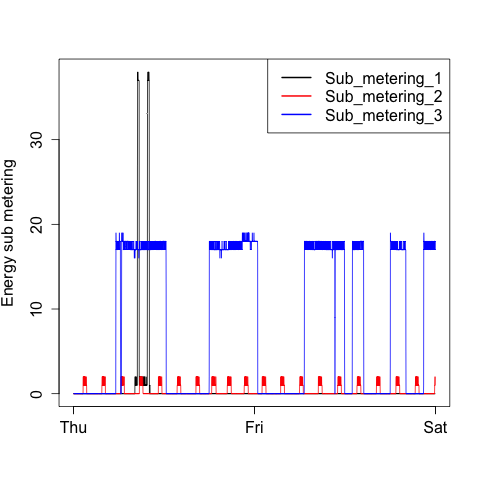 Sub_metering_1
Sub_metering_2
Sub_metering_3
Energy sub metering
30
20
10
0
Thu Fri Sat